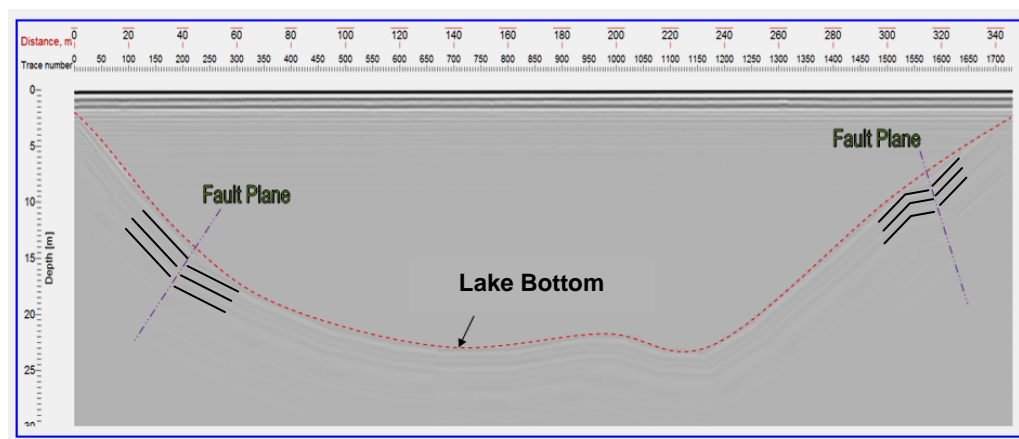 Distance, m 0 20 40 60 80 100 120 140 160 180 200 220 240 260 280 300 320 340
Trace number 0 50 100 150 200 250 300 350 400 450 500 550 600 650 700 750 800 850 900 950 1000 1050 1100 1150 1200 1250 1300 1350 1400 1450 1500 1550 1600 1650 1700
0
5
Fault Plane
10
Fault Plane
15
Depth [m]
Lake Bottom
20
25
30